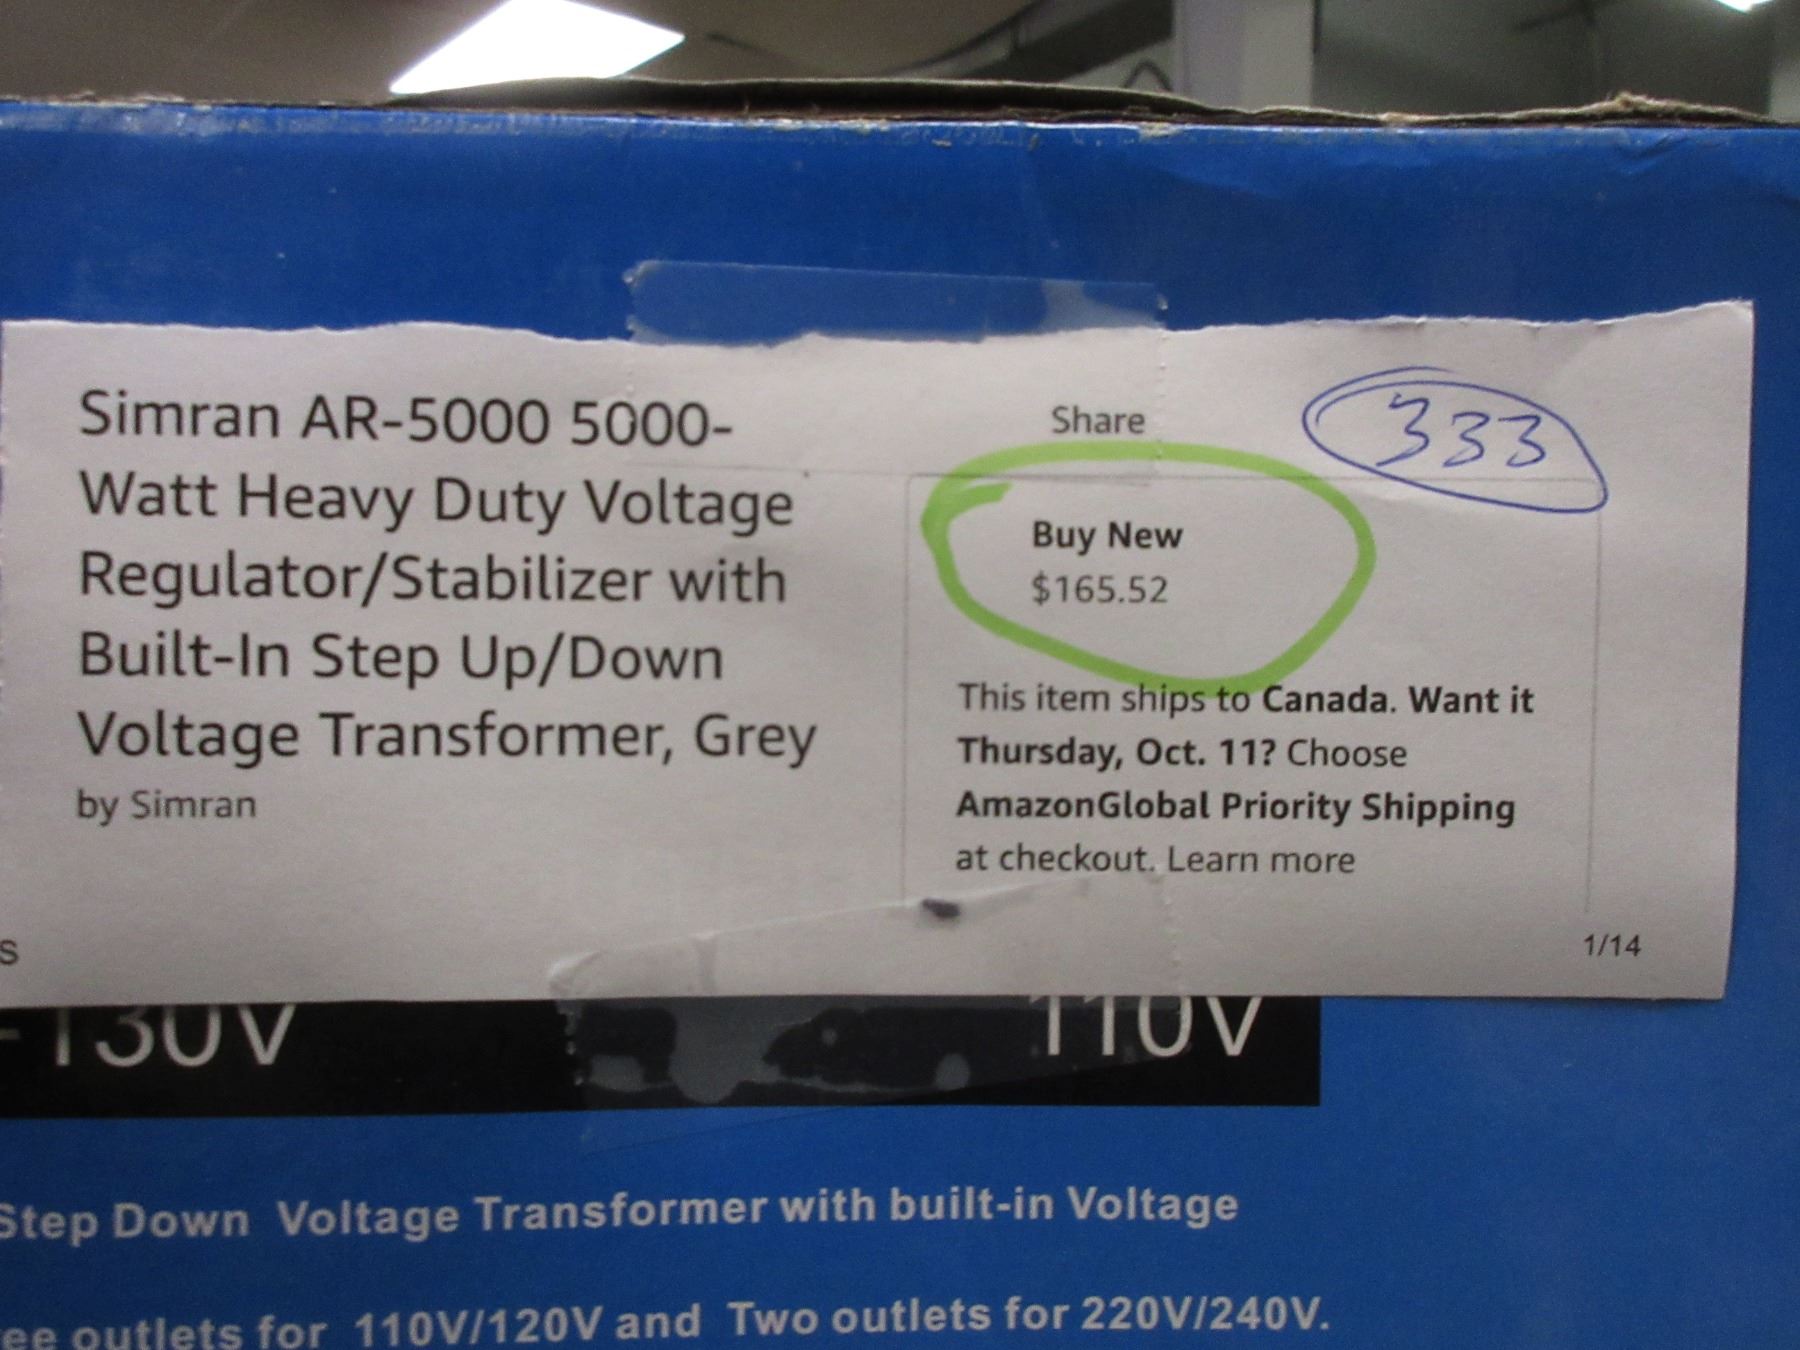 Simran AR-5000 5000-
Watt Heavy Duty Voltage
Regulator/Stabilizer with
Built-In Step Up/Down
Voltage Transformer, Grey
by Simran
Share
333
Buy New
$165.52
This item ships to Canada. Want it
Thursday, Oct. 11? Choose
AmazonGlobal Priority Shipping
at checkout. Learn more
s
1/14
-130V
110V
Step Down Voltage Transformer with built-in Voltage
ee outlets for 110V/120V and Two outlets for 220V/240V.